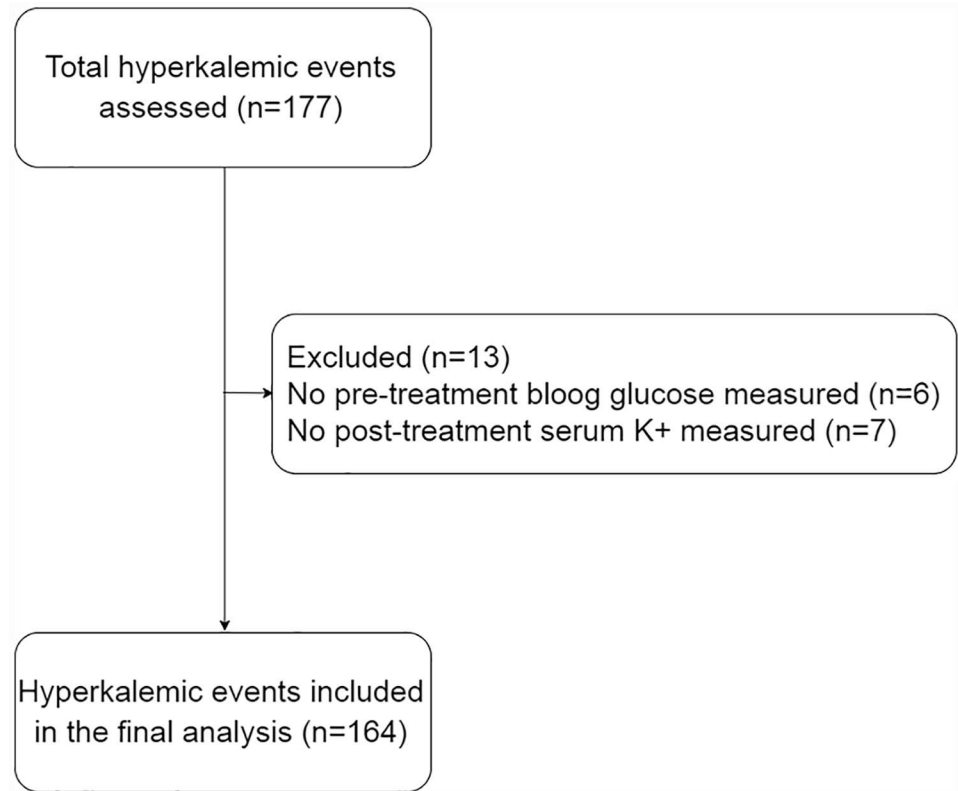 Total hyperkalemic events
assessed (n=177)
Excluded (n=13)
No pre-treatment bloog glucose measured (n=6)
No post-treatment serum K+ measured (n=7)
Hyperkalemic events included
in the final analysis (n=164)